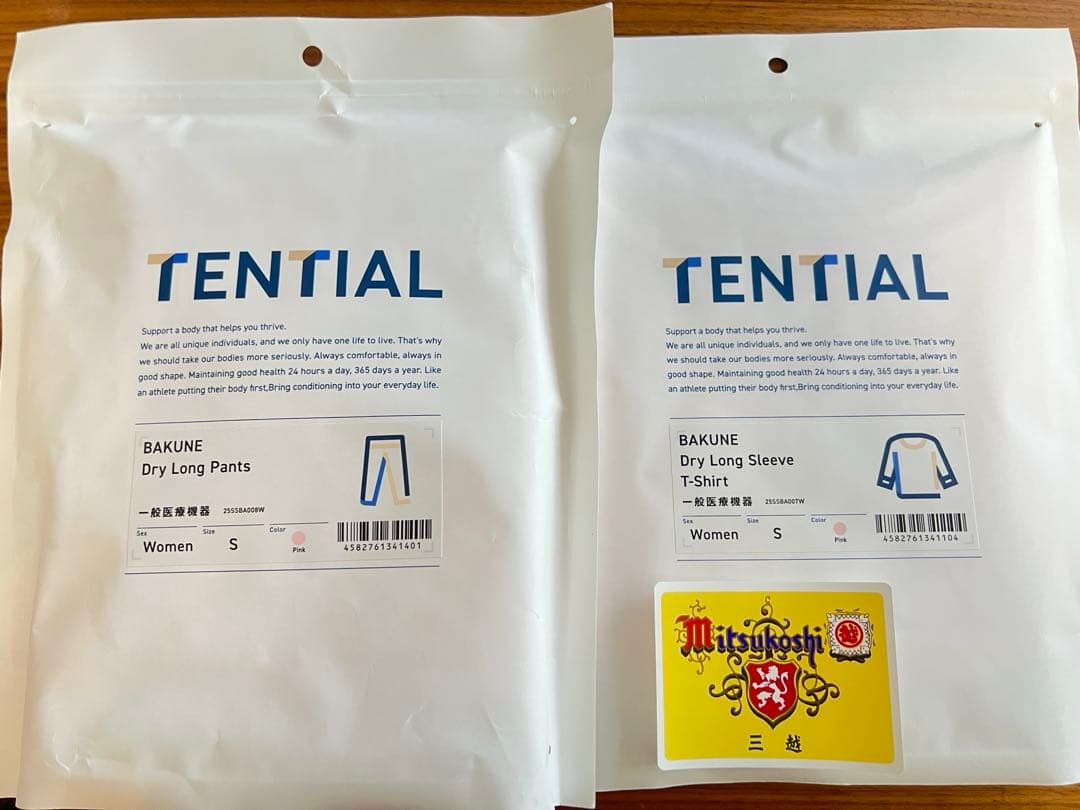 TENTIAL
Support a body that helps you thrive.
We are all unique individuals, and we only have one life to live. That's why
we should take our bodies more seriously. Always comfortable, always in
good shape. Maintaining good health 24 hours a day, 365 days a year. Like
an athlete putting their body first,Bring conditioning into your everyday life.
BAKUNE
Dry Long Pants
一般医療機器 25SSBA008W
Sex Size Color
Women S Pink
4582761341401
TENTIAL
Support a body that helps you thrive.
We are all unique individuals, and we only have one life to live. That's why
we should take our bodies more seriously. Always comfortable, always in
good shape. Maintaining good health 24 hours a day, 365 days a year. Like
an athlete putting their body first,Bring conditioning into your everyday life.
BAKUNE
Dry Long Sleeve
T-Shirt
一般医療機器 25SSBA007W
Sex Size Color
Women S Pink
4582761341104
Mitsukoshi
越
三越